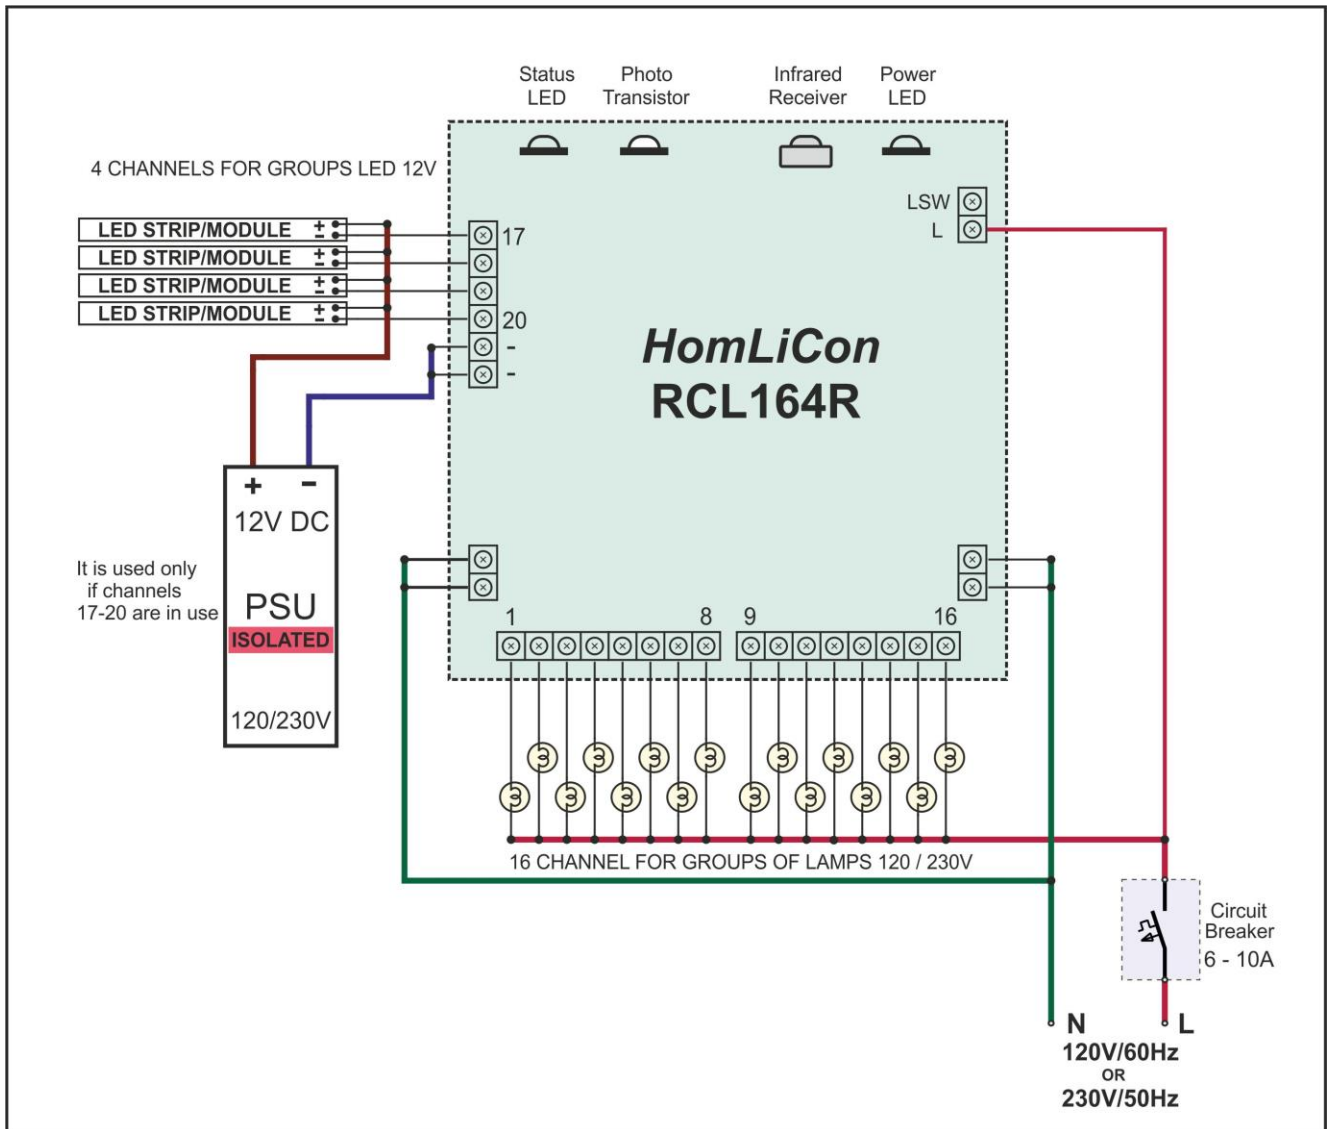 Status
LED
Photo
Transistor
Infrared
Receiver
Power
LED
4 CHANNELS FOR GROUPS LED 12V
LED STRIP/MODULE + -
LED STRIP/MODULE + -
LED STRIP/MODULE + -
LED STRIP/MODULE + -
17
20
-
-
LSW
L
HomLiCon
RCL164R
+ -
12V DC
PSU
ISOLATED
120/230V
It is used only
if channels
17-20 are in use
1 8 9 16
16 CHANNEL FOR GROUPS OF LAMPS 120 / 230V
Circuit
Breaker
6 - 10A
N L
120V/60Hz
OR
230V/50Hz